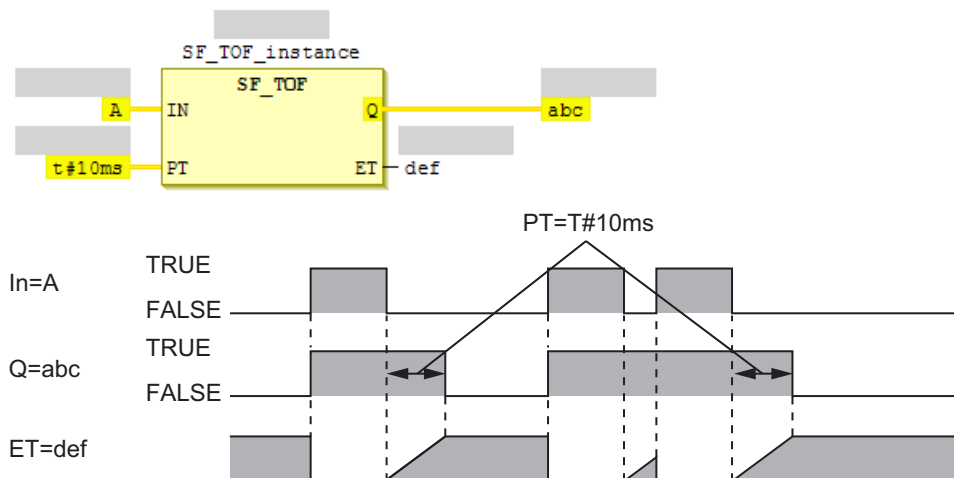 SF_TOF_instance
SF_TOF
A IN Q abc
t#10ms PT ET def
PT=T#10ms
In=A TRUE
FALSE
Q=abc TRUE
FALSE
ET=def